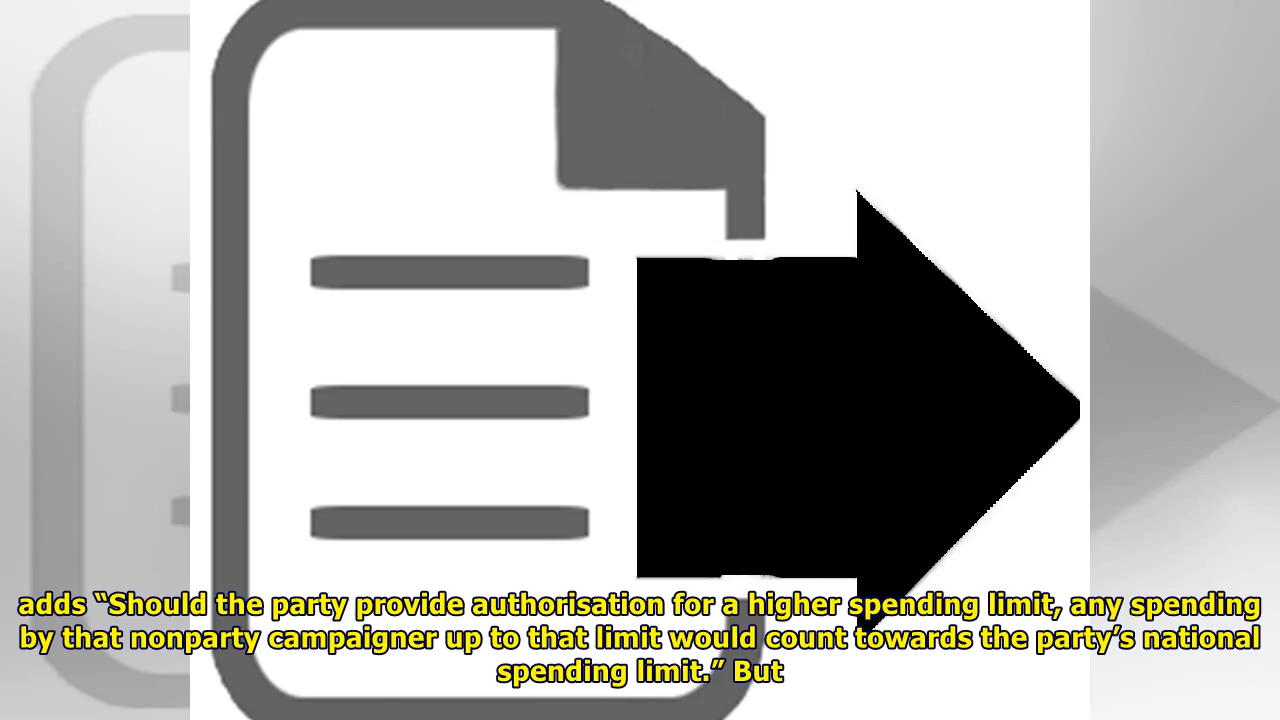 adds “Should the party provide authorisation for a higher spending limit, any spending
by that nonparty campaigner up to that limit would count towards the party’s national
spending limit.” But